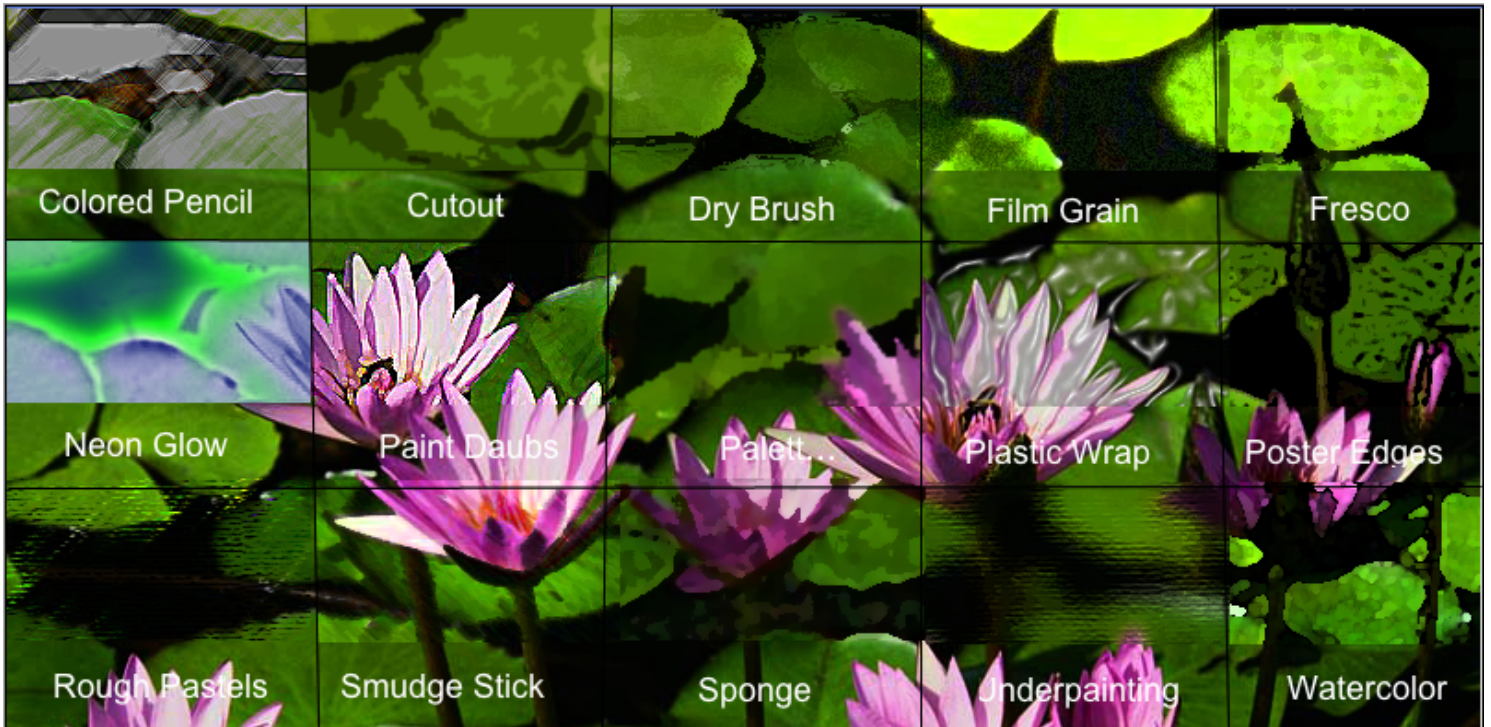 Colored Pencil
Cutout
Dry Brush
Film Grain
Fresco
Neon Glow
Paint Daubs
Palett...
Plastic Wrap
Poster Edges
Rough Pastels
Smudge Stick
Sponge
Underpainting
Watercolor